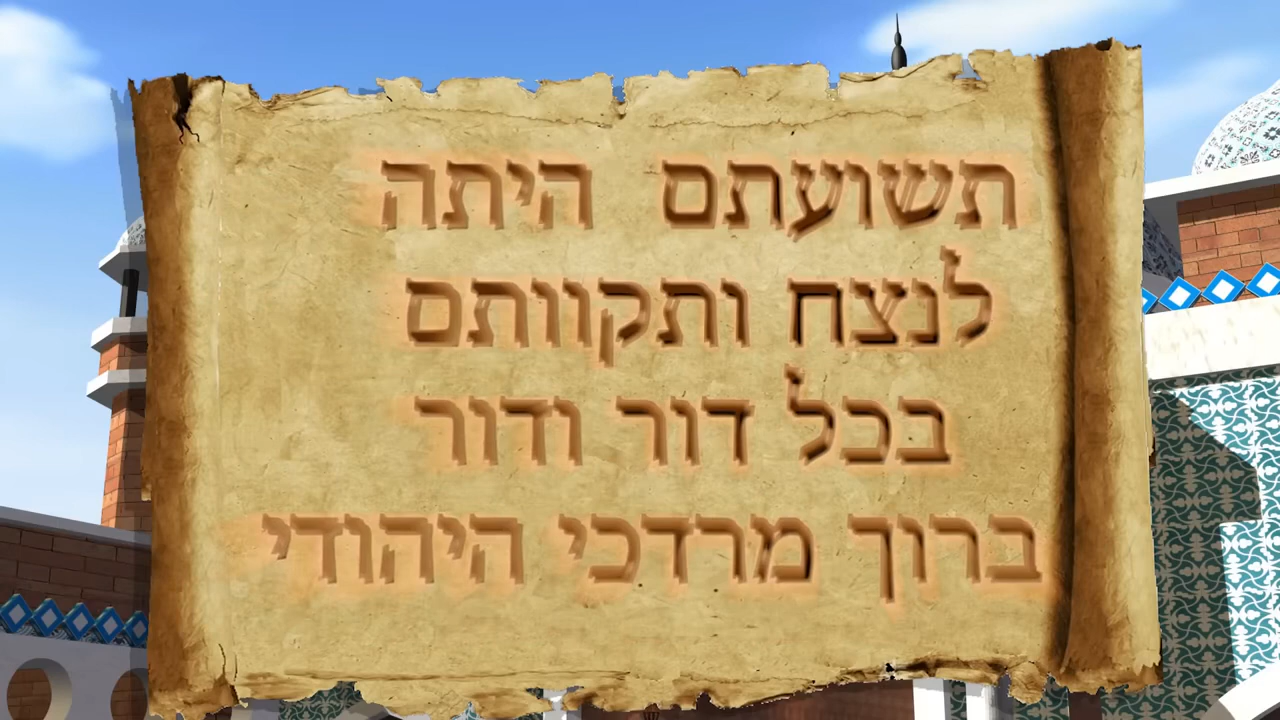 תשועתם היתה
לנצח ותקוותם
בכל דור ודור
ברוך מרדכי היהודי